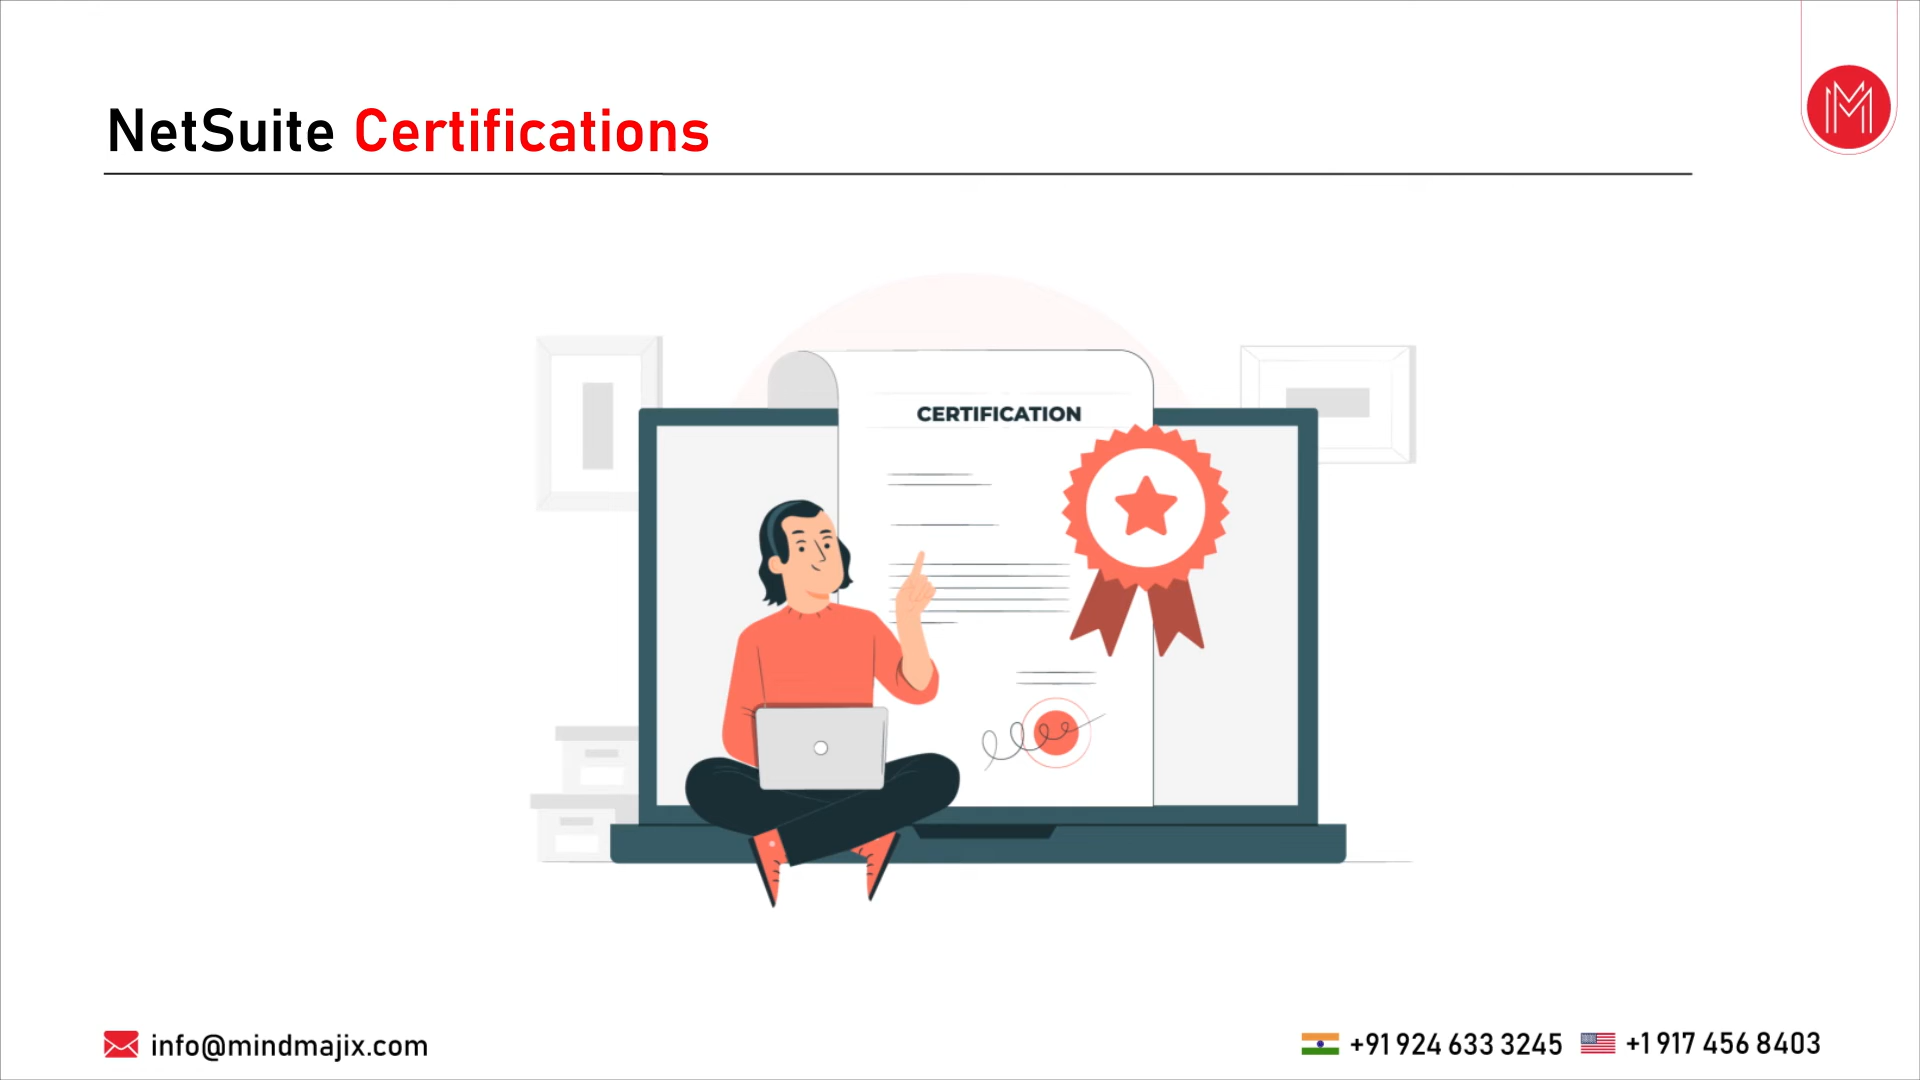 NetSuite Certifications
CERTIFICATION
info@mindmajix.com
+91 924 633 3245
+1 917 456 8403